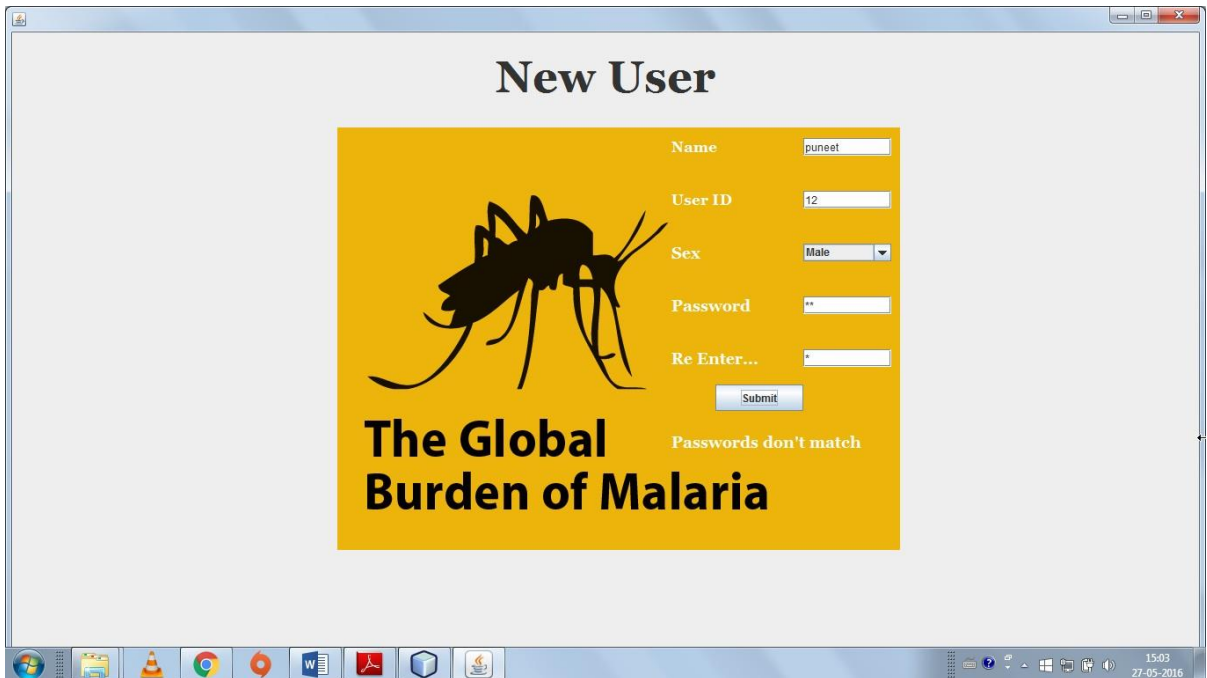 New User
Name puneet
User ID 12
Sex Male
Password **
Re Enter... *
Submit
Passwords don't match
The Global
Burden of Malaria
15:03
27-05-2016